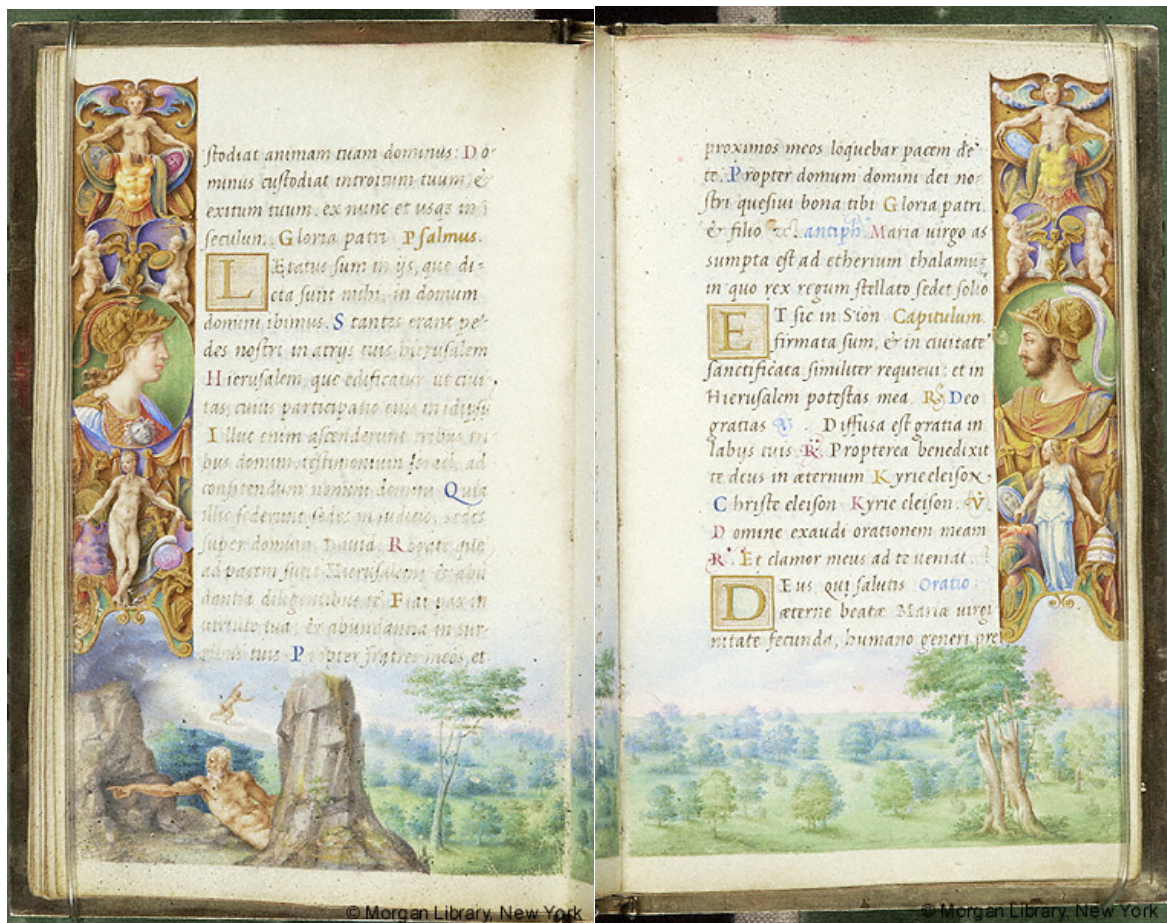 stodiat animam tuam dominus: Do-
minus custodiat introitum tuum, &
exitum tuum. ex nunc et usqz in
seculun. Gloria patri Psalmus.
LÆtatus sum in ijs, que di-
cta sunt mihi, in domum
domini ibimus. Stantes erant pe-
des nostri in atrijs tuis hierusalem
Hierusalem, que edificatur ut ciui-
tas, cuius participatio eius in idipsu
Illuc enim ascenderunt tribus tri
bus domini, testimonium Israel, ad
confitendum nomini domini Quia
illic sederunt sedes in iudicio, sedes
super domum David. Rogate que
ad pacem sunt Hierusalem & abu
dantia diligentibus te. Fiat pax in
uirtute tua, & abundantia in tur-
tuis Propter fratres meos, et
proximos meos loquebar pacem de
te. Propter domum domini dei no-
stri quesiui bona tibi Gloria patri.
& filio antiph. Maria uirgo as
sumpta est ad etherium thalamuz
in quo rex regum stellato sedet solio
ET sic in Sion Capitulum.
firmata sum, & in ciuitate
sanctificata similiter requieui: et in
Hierusalem potestas mea. R. Deo
gratias V. Diffusa est gratia in
labijs tuis R. Propterea benedixit
te deus in æternum Kyrie eleison,
Christe eleison. Kyrie eleison. V.
Domine exaudi orationem meam
R. Et clamor meus ad te ueniat.
DEus qui salutis Oratio
æterne beatæ Mariæ uirgi
nitate fecunda, humano generi pre
© Morgan Library, New York
© Morgan Library, New York